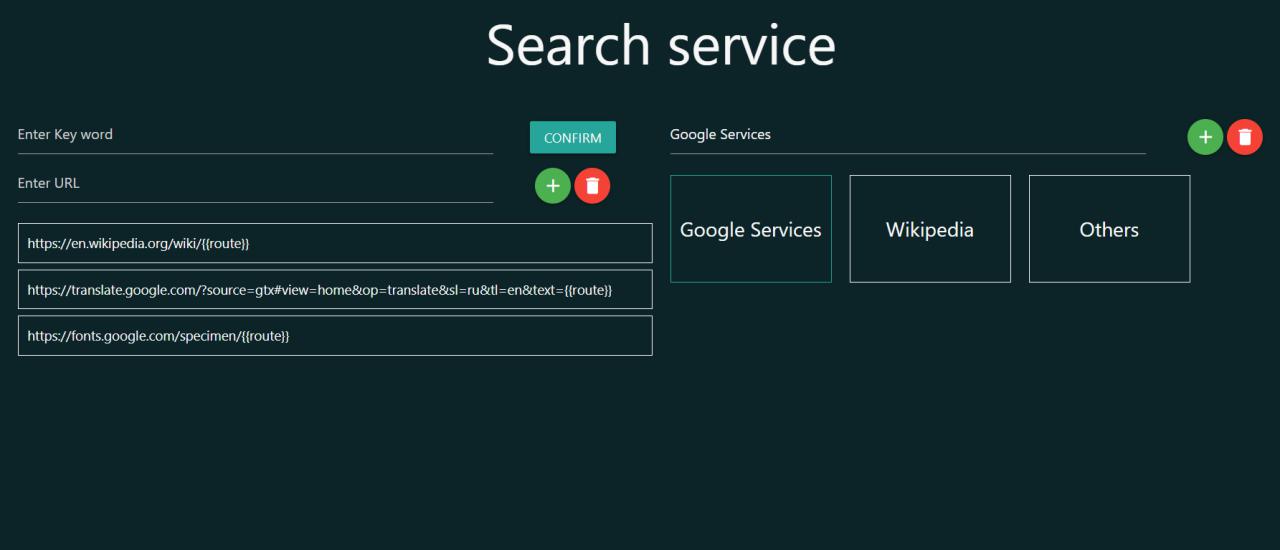 Search service
Enter Key word
CONFIRM
Enter URL
https://en.wikipedia.org/wiki/{{route}}
https://translate.google.com/?source=gtx#view=home&op=translate&sl=ru&tl=en&text={{route}}
https://fonts.google.com/specimen/{{route}}
Google Services
Google Services
Wikipedia
Others